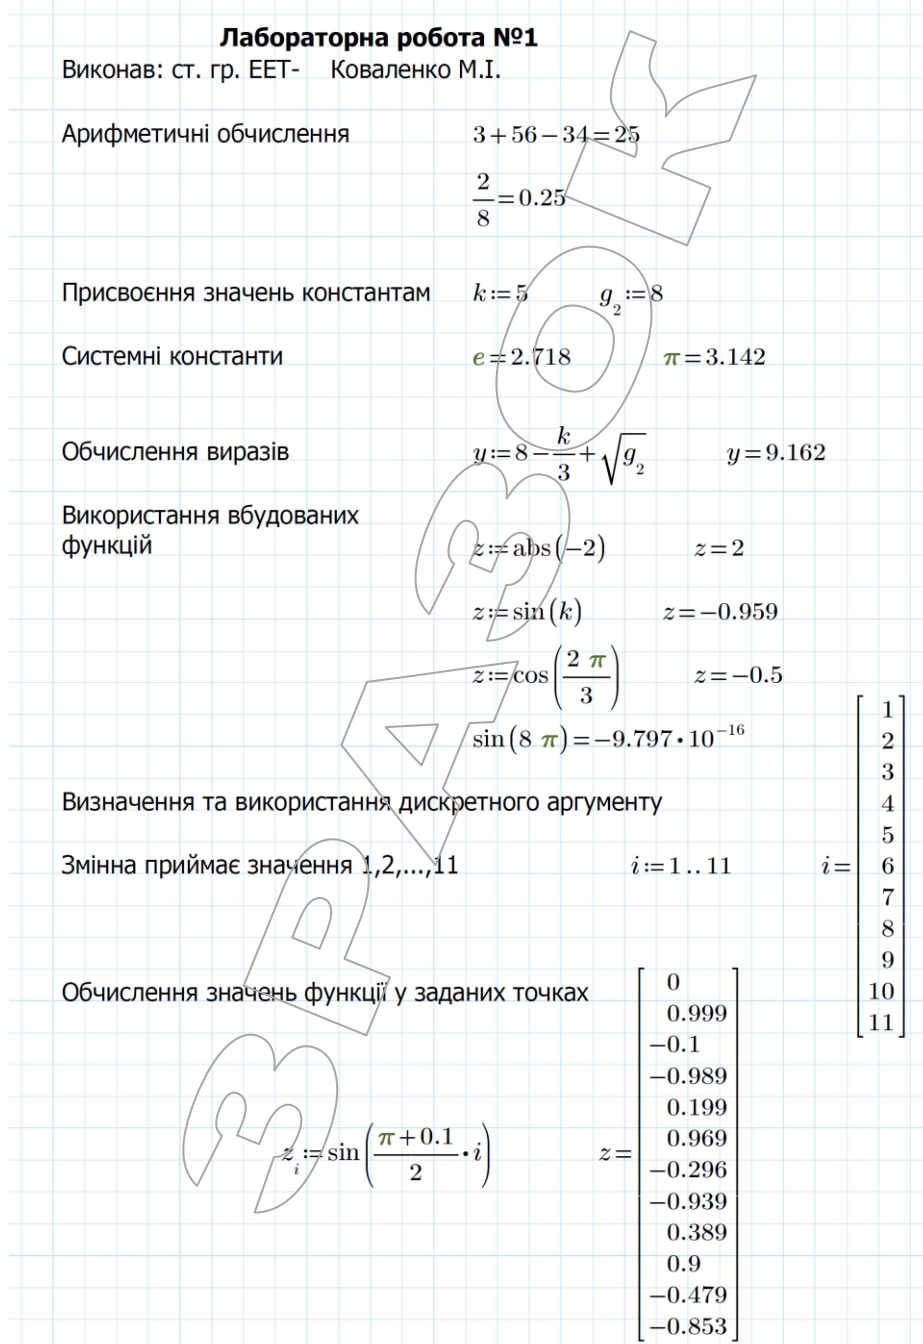 Лабораторна робота №1
Виконав: ст. гр. ЕЕТ- Коваленко М.І.
Арифметичні обчислення 3+56−34=25
2/8=0.25
Присвоєння значень константам k:=5 g_2:=8
Системні константи e=2.718 π=3.142
Обчислення виразів y:=8−k/3+√g_2 y=9.162
Використання вбудованих
функцій z:=abs(−2) z=2
z:=sin(k) z=−0.959
z:=cos(2 π/3) z=−0.5
sin(8 π)=−9.797·10^−16
Визначення та використання дискретного аргументу
Змінна приймає значення 1,2,...,11 i:=1..11 i=
1
2
3
4
5
6
7
8
9
10
11
Обчислення значень функції у заданих точках
z_i:=sin((π+0.1)/2·i) z=
0
0.999
−0.1
−0.989
0.199
0.969
−0.296
−0.939
0.389
0.9
−0.479
−0.853
ЗРАЗОК